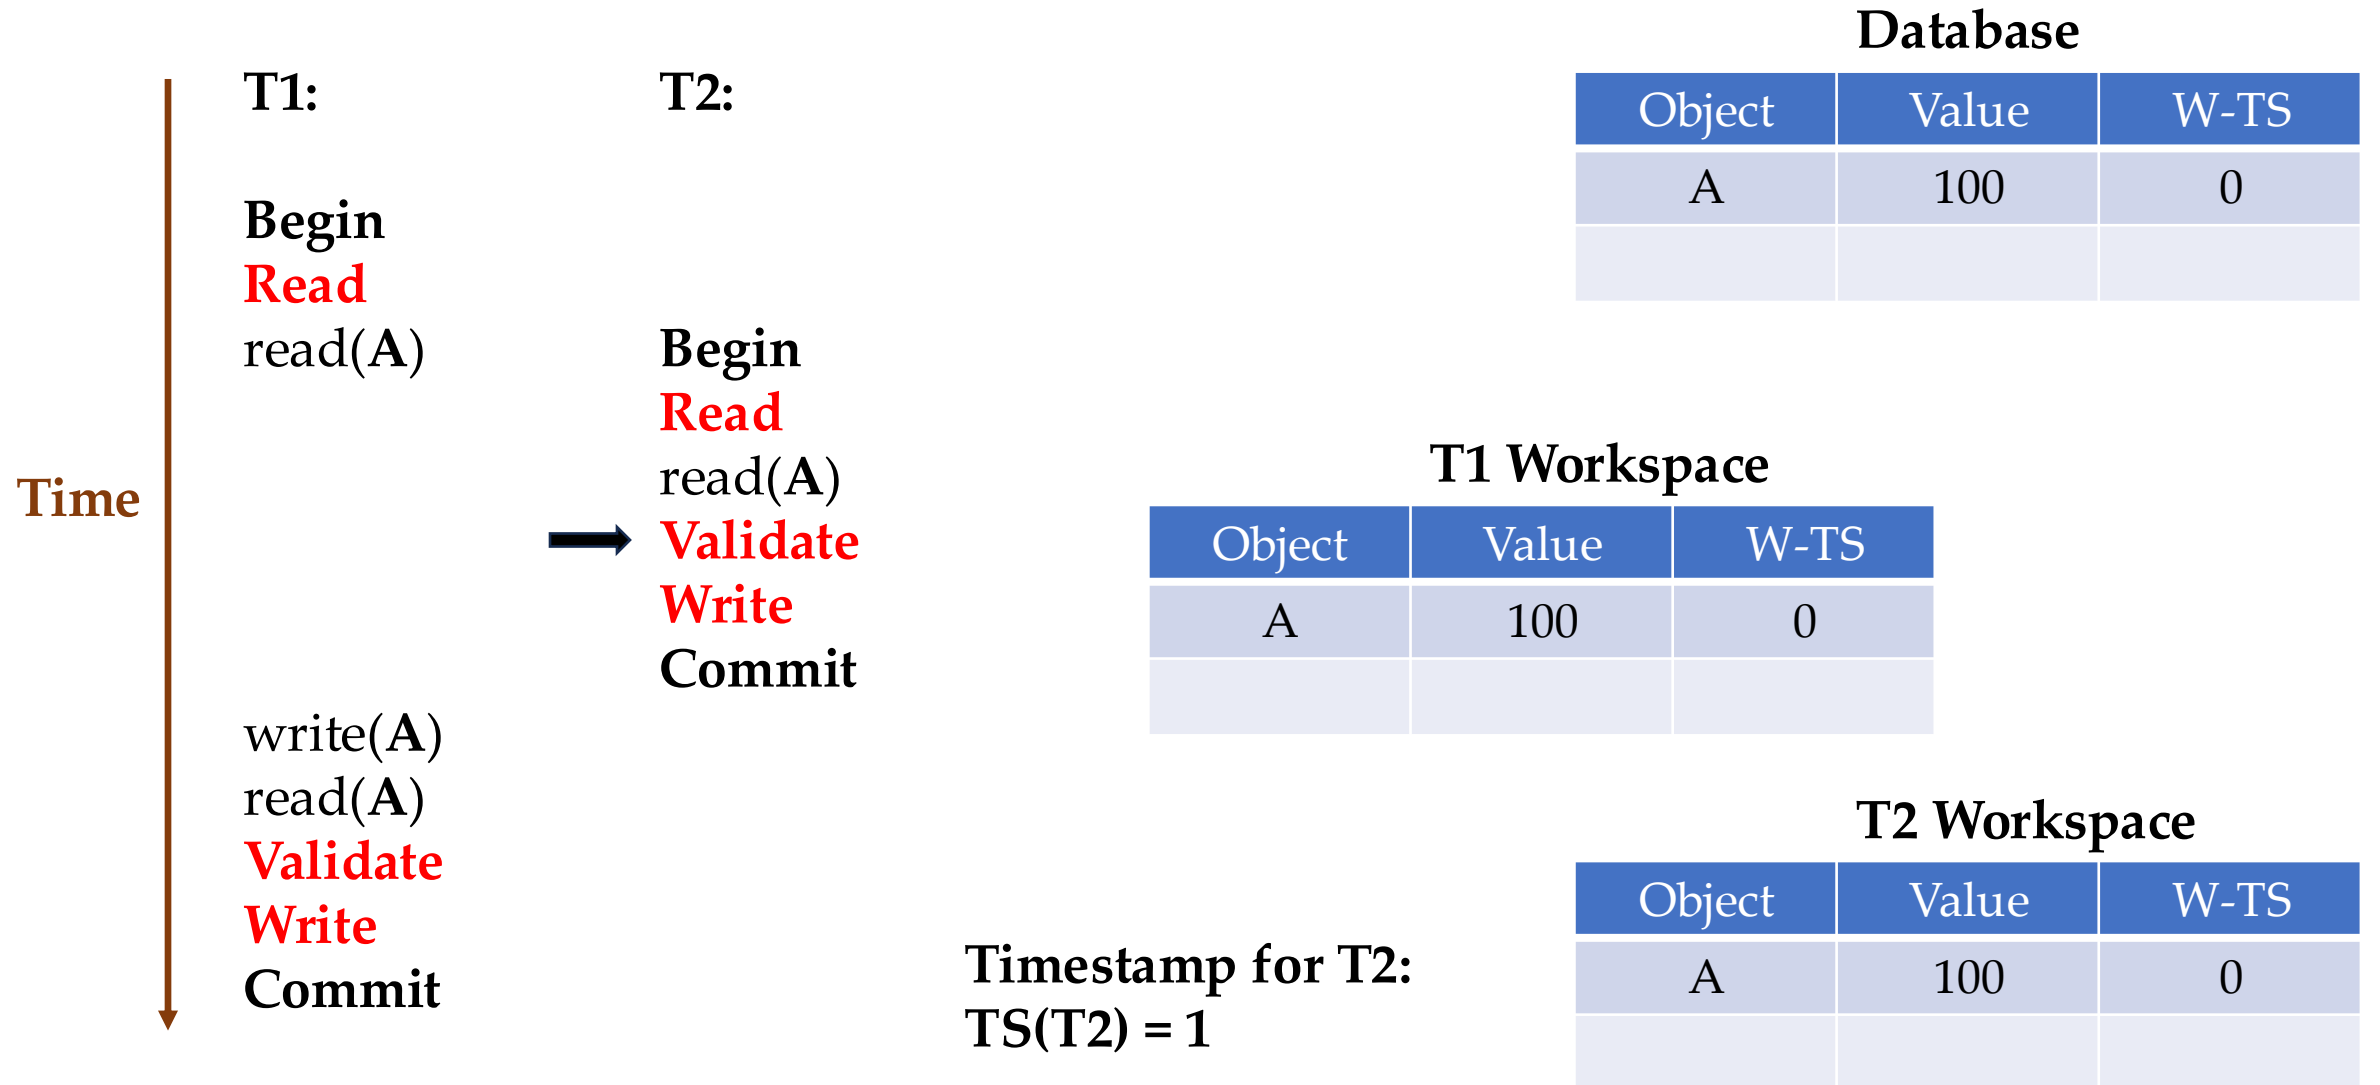 T1:
Begin
Read
read(A)
write(A)
read(A)
Validate
Write
Commit
Time
T2:
Begin
Read
read(A)
Validate
Write
Commit
Database
Object Value W-TS
A 100 0
T1 Workspace
Object Value W-TS
A 100 0
T2 Workspace
Object Value W-TS
A 100 0
Timestamp for T2:
TS(T2) = 1